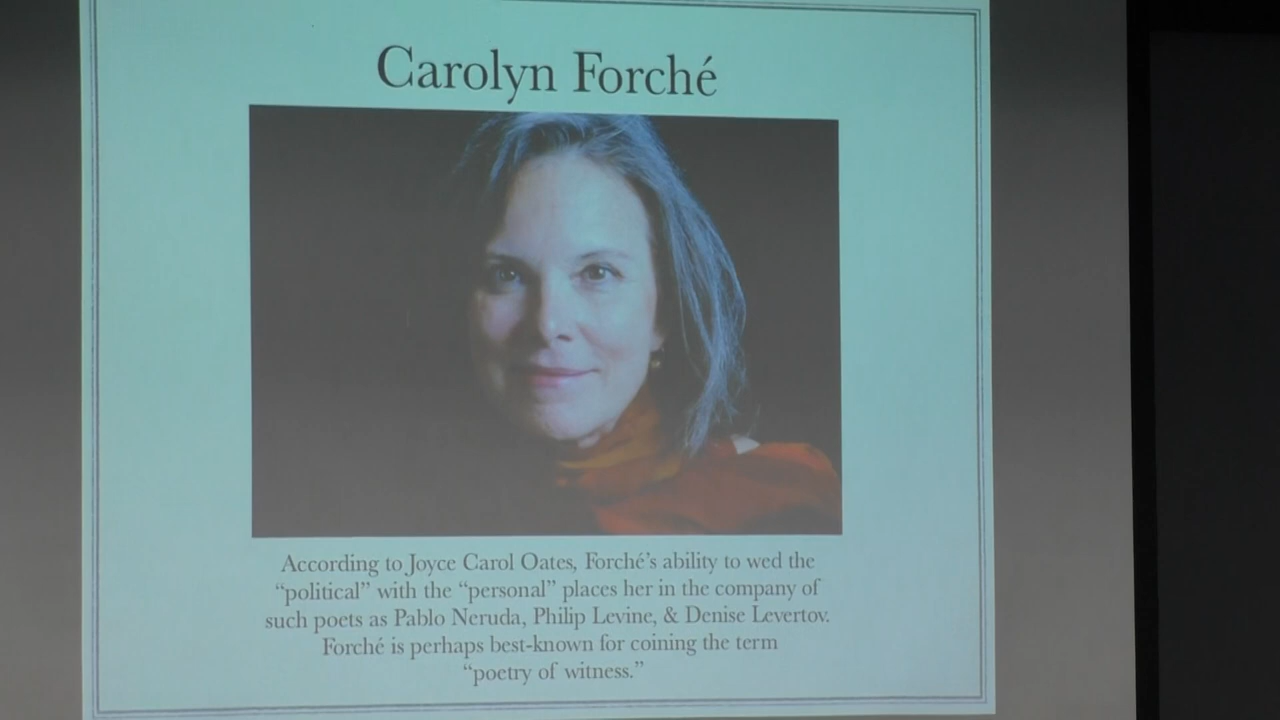 Carolyn Forché
According to Joyce Carol Oates, Forché’s ability to wed the
“political” with the “personal” places her in the company of
such poets as Pablo Neruda, Philip Levine, & Denise Levertov.
Forché is perhaps best-known for coining the term
“poetry of witness.”